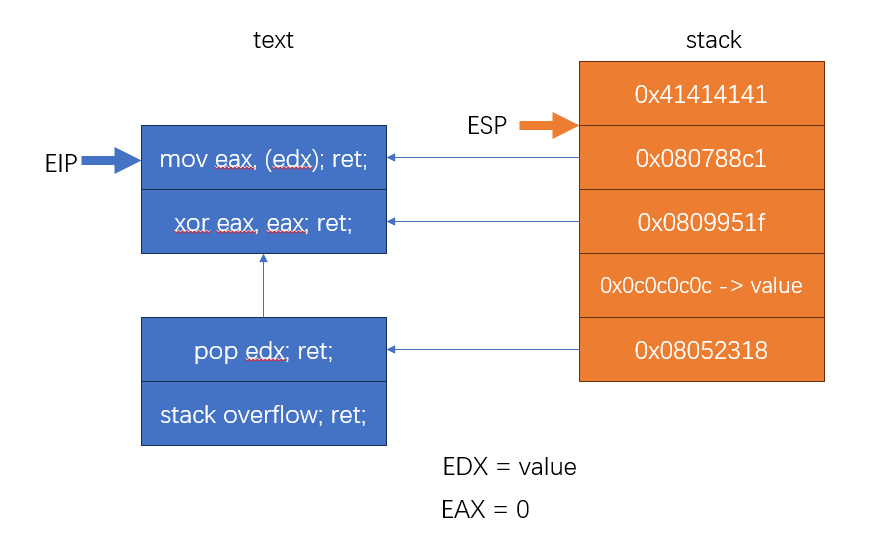 text
stack
0x41414141
ESP
EIP
mov eax, (edx); ret;
0x080788c1
xor eax, eax; ret;
0x0809951f
0x0c0c0c0c -> value
pop edx; ret;
0x08052318
stack overflow; ret;
EDX = value
EAX = 0